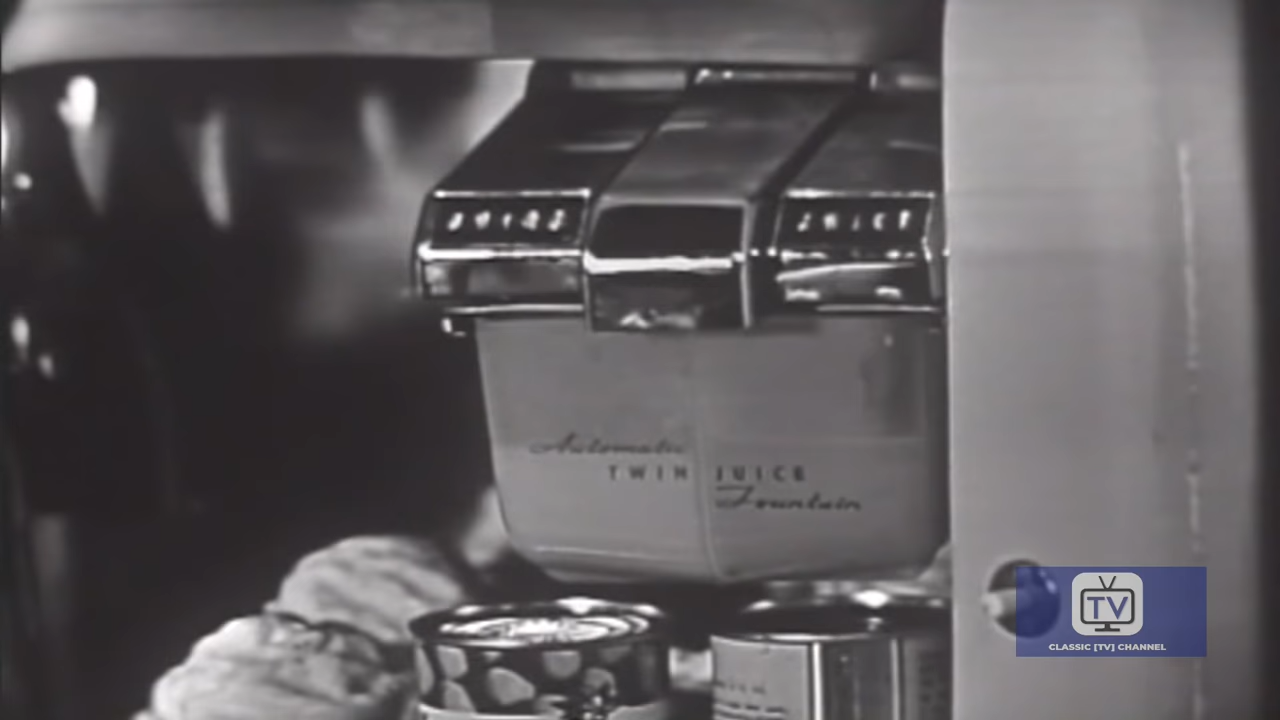 JUICE
JUICE
Automatic
TWIN JUICE
Fountain
TV
CLASSIC [TV] CHANNEL